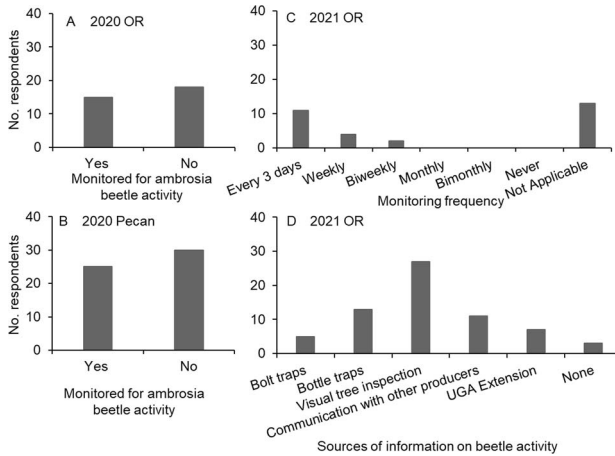 A 2020 OR
40
30
20
10
0
No. respondents
Yes No
Monitored for ambrosia
beetle activity
B 2020 Pecan
40
30
20
10
0
No. respondents
Yes No
Monitored for ambrosia
beetle activity
C 2021 OR
40
30
20
10
0
Every 3 days
Weekly
Biweekly
Monthly
Bimonthly
Never
Not Applicable
Monitoring frequency
D 2021 OR
40
30
20
10
0
Bolt traps
Bottle traps
Visual tree inspection
Communication with other producers
UGA Extension
None
Sources of information on beetle activity